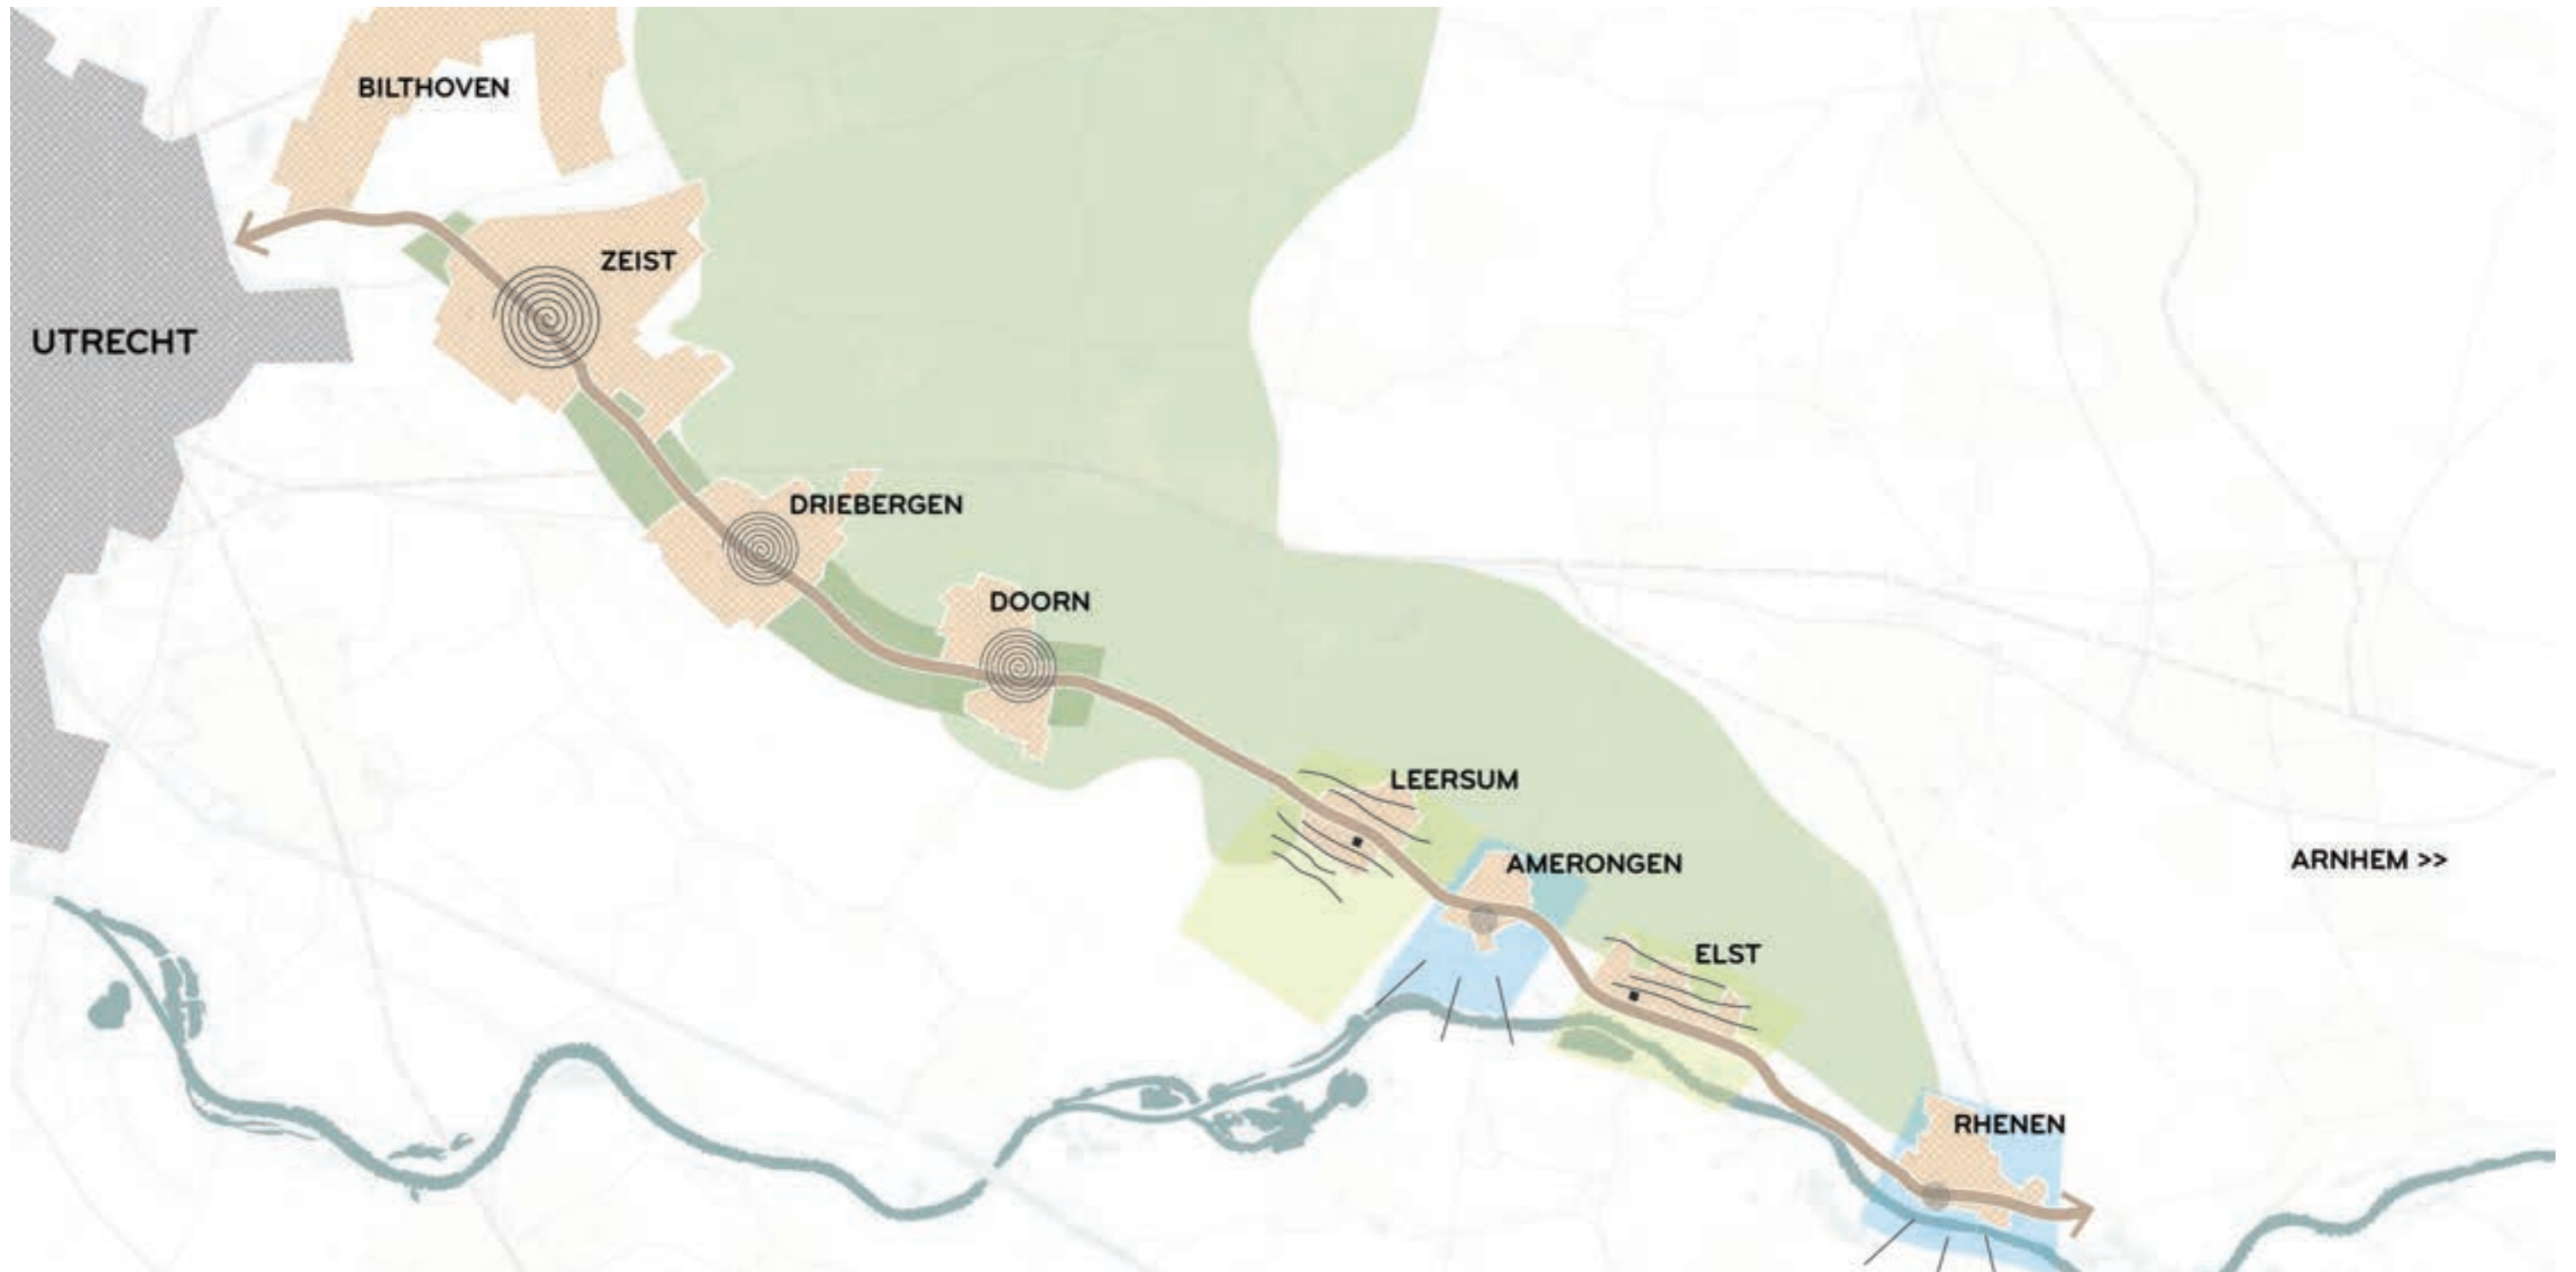 BILTHOVEN
ZEIST
UTRECHT
DRIEBERGEN
DOORN
LEERSUM
AMERONGEN
ARNHEM >>
ELST
RHENEN